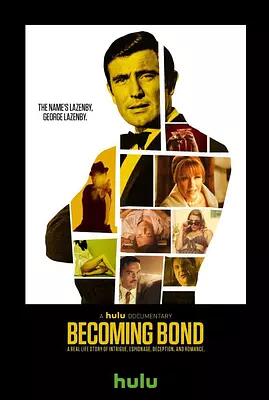 THE NAME'S LAZENBY,
GEORGE LAZENBY.
A hulu DOCUMENTARY
BECOMING BOND
A REAL LIFE STORY OF INTRIGUE, ESPIONAGE, DECEPTION, AND ROMANCE.
hulu